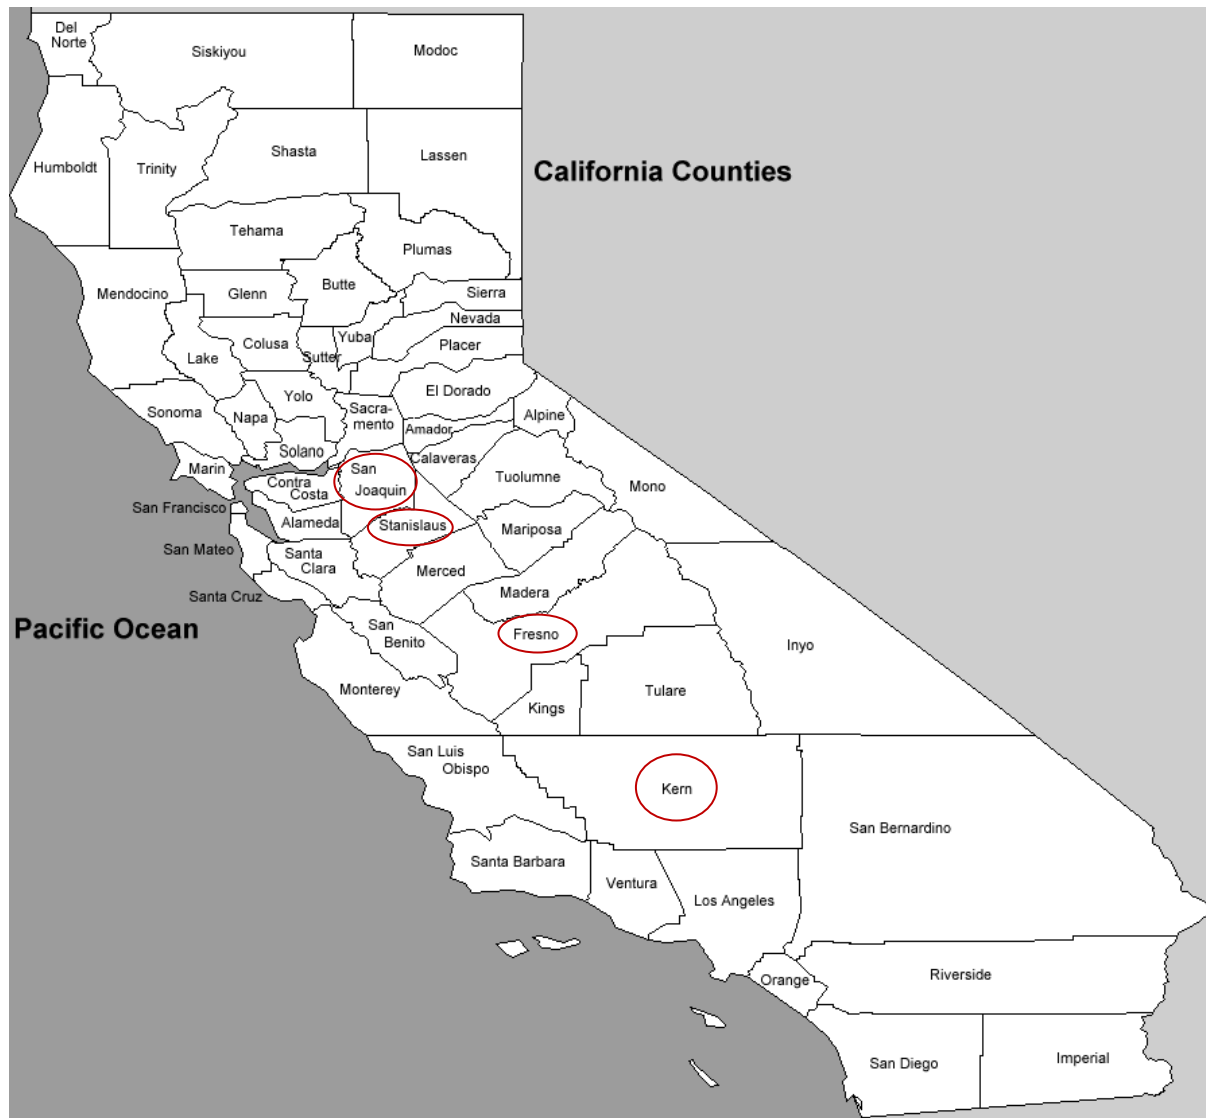 Del
Norte
Siskiyou
Modoc
Humboldt
Trinity
Shasta
Lassen
California Counties
Tehama
Plumas
Mendocino
Glenn
Butte
Sierra
Nevada
Lake
Colusa
Sutter
Yuba
Placer
Sonoma
Napa
Yolo
Sacra-
mento
El Dorado
Amador
Alpine
Solano
Marin
Calaveras
Contra
Costa
San
Joaquin
Tuolumne
Mono
San Francisco
Alameda
Stanislaus
Mariposa
San Mateo
Santa
Clara
Merced
Santa Cruz
Madera
Pacific Ocean
San
Benito
Fresno
Inyo
Monterey
Kings
Tulare
San Luis
Obispo
Kern
San Bernardino
Santa Barbara
Ventura
Los Angeles
Orange
Riverside
San Diego
Imperial